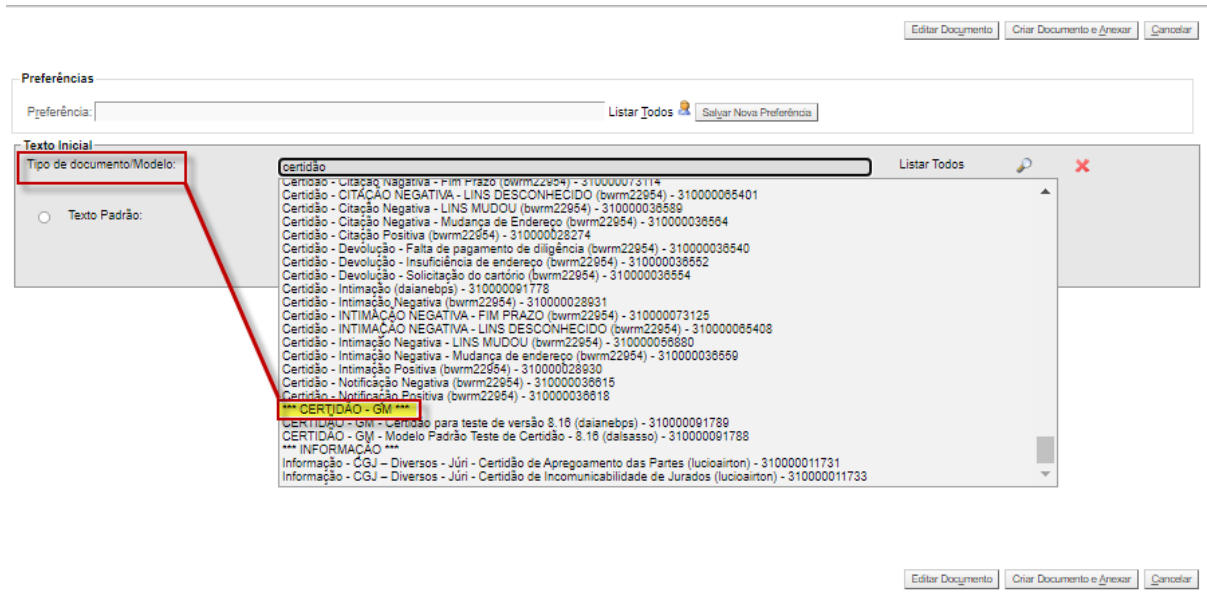 Editar Documento Criar Documento e Anexar Cancelar
Preferências
Preferência: Listar Todos Salvar Nova Preferência
Texto Inicial
Tipo de documento/Modelo: certidão Listar Todos
Certidão - Citação Nagativa - Fim Prazo (bwrm22954) - 310000073114
Certidão - CITAÇÃO NEGATIVA - LINS DESCONHECIDO (bwrm22954) - 310000065401
Certidão - Citação Negativa - LINS MUDOU (bwrm22954) - 310000036589
Certidão - Citação Negativa - Mudança de Endereço (bwrm22954) - 310000036564
Texto Padrão:
Certidão - Citação Positiva (bwrm22954) - 310000028274
Certidão - Devolução - Falta de pagamento de diligência (bwrm22954) - 310000036540
Certidão - Devolução - Insuficiência de endereço (bwrm22954) - 310000036552
Certidão - Devolução - Solicitação do cartório (bwrm22954) - 310000036554
Certidão - Intimação (daianebps) - 310000091778
Certidão - Intimação Negativa (bwrm22954) - 310000028931
Certidão - INTIMAÇÃO NEGATIVA - FIM PRAZO (bwrm22954) - 310000073125
Certidão - INTIMAÇÃO NEGATIVA - LINS DESCONHECIDO (bwrm22954) - 310000065408
Certidão - Intimação Negativa - LINS MUDOU (bwrm22954) - 310000056880
Certidão - Intimação Negativa - Mudança de endereço (bwrm22954) - 310000036559
Certidão - Intimação Positiva (bwrm22954) - 310000028930
Certidão - Notificação Negativa (bwrm22954) - 310000036615
Certidão - Notificação Positiva (bwrm22954) - 310000036618
*** CERTIDÃO - GM ***
CERTIDÃO - GM - Certidão para teste de versão 8.16 (daianebps) - 310000091789
CERTIDÃO - GM - Modelo Padrão Teste de Certidão - 8.16 (dalsasso) - 310000091788
*** INFORMAÇÃO ***
Informação - CGJ – Diversos - Júri - Certidão de Apregoamento das Partes (lucioairton) - 310000011731
Informação - CGJ – Diversos - Júri - Certidão de Incomunicabilidade de Jurados (lucioairton) - 310000011733
Editar Documento Criar Documento e Anexar Cancelar